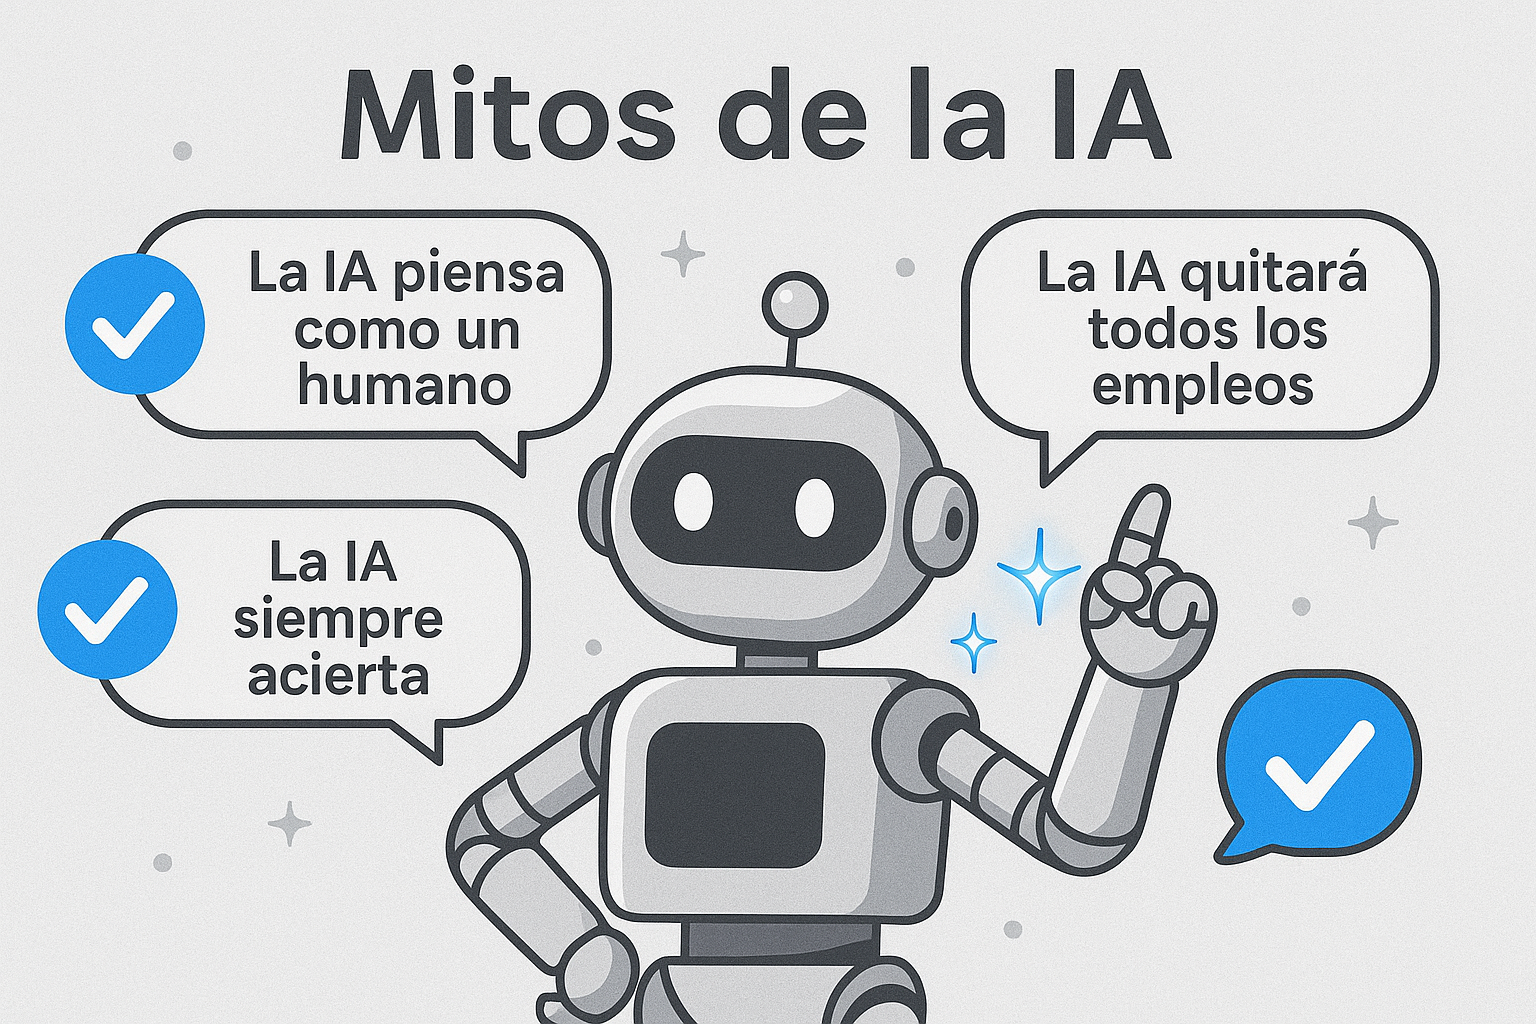 Mitos de la IA
La IA piensa
como un
humano
La IA quitará
todos los
empleos
La IA
siempre
acierta